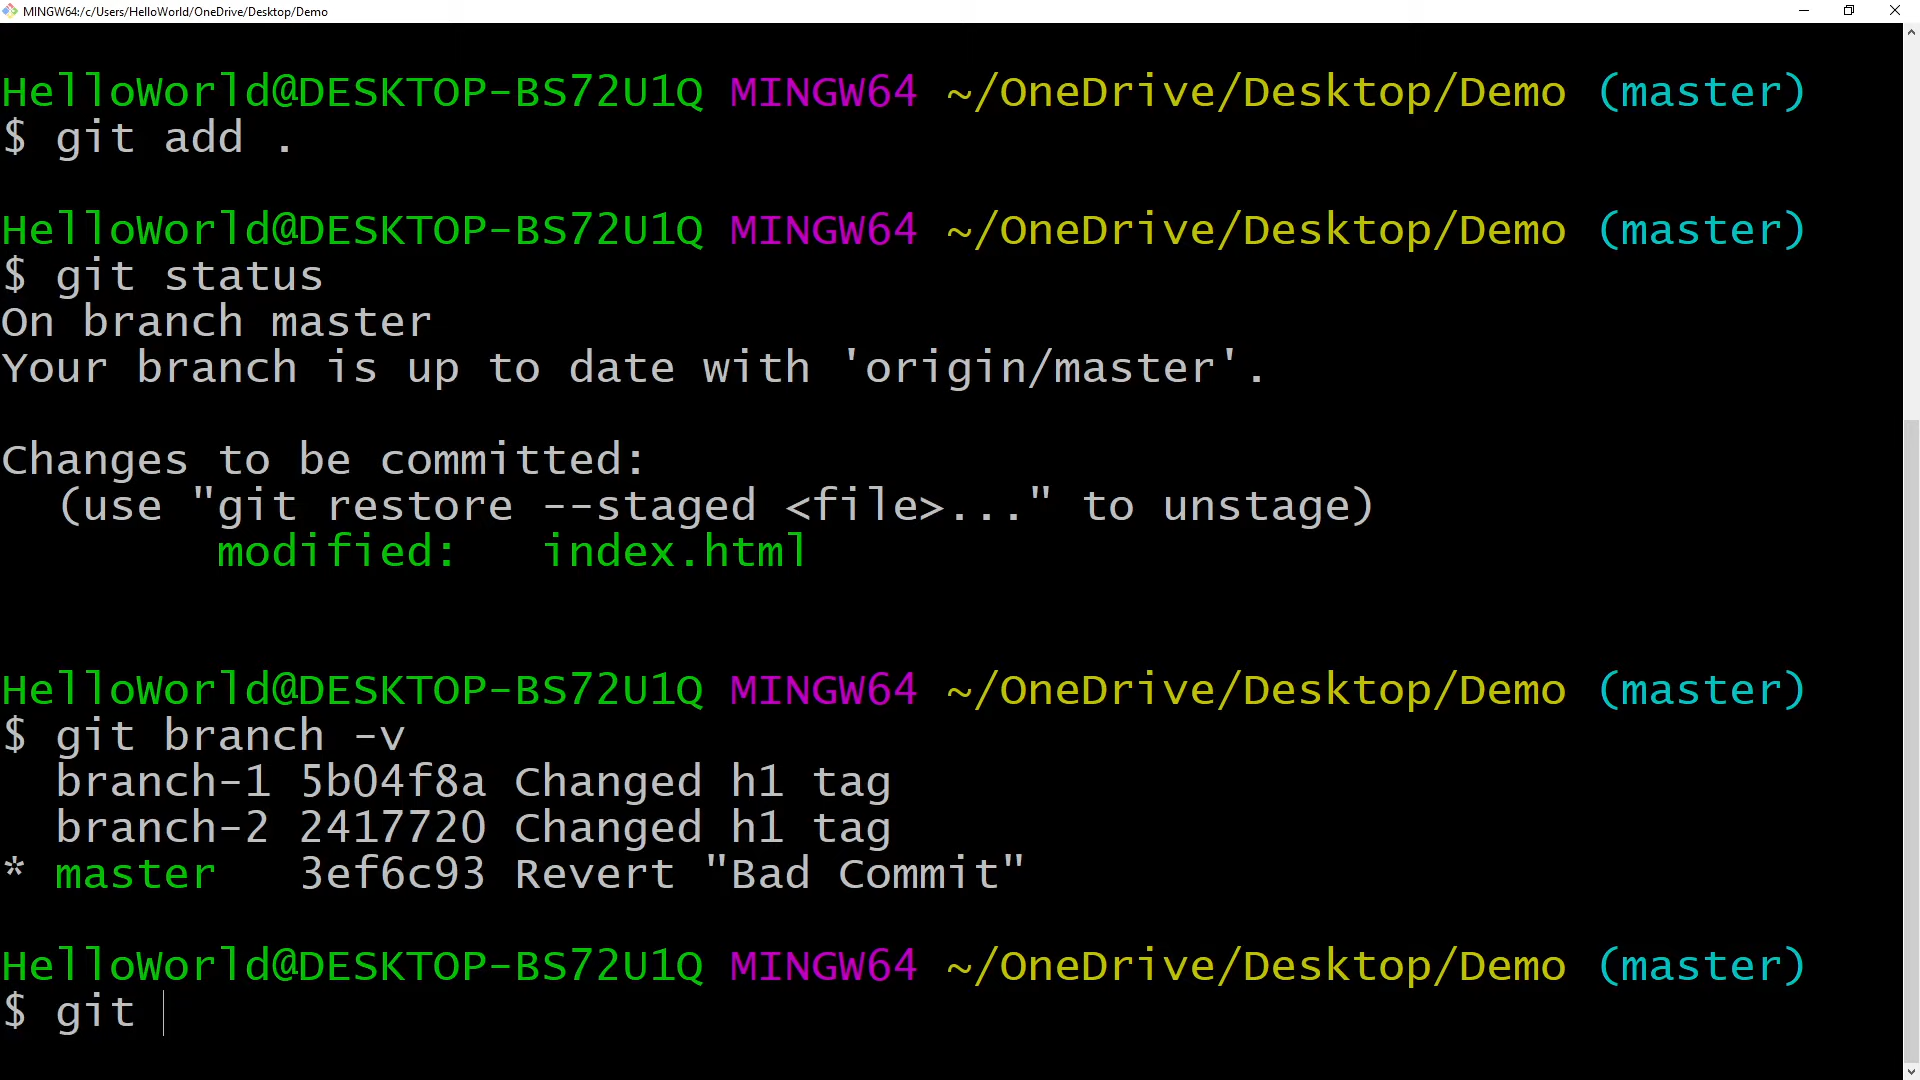 MINGW64:/c/Users/HelloWorld/OneDrive/Desktop/Demo
HelloWorld@DESKTOP-BS72U1Q MINGW64 ~/OneDrive/Desktop/Demo (master)
$ git add .
HelloWorld@DESKTOP-BS72U1Q MINGW64 ~/OneDrive/Desktop/Demo (master)
$ git status
On branch master
Your branch is up to date with 'origin/master'.
Changes to be committed:
  (use "git restore --staged <file>..." to unstage)
        modified:   index.html
HelloWorld@DESKTOP-BS72U1Q MINGW64 ~/OneDrive/Desktop/Demo (master)
$ git branch -v
  branch-1 5b04f8a Changed h1 tag
  branch-2 2417720 Changed h1 tag
* master   3ef6c93 Revert "Bad Commit"
HelloWorld@DESKTOP-BS72U1Q MINGW64 ~/OneDrive/Desktop/Demo (master)
$ git